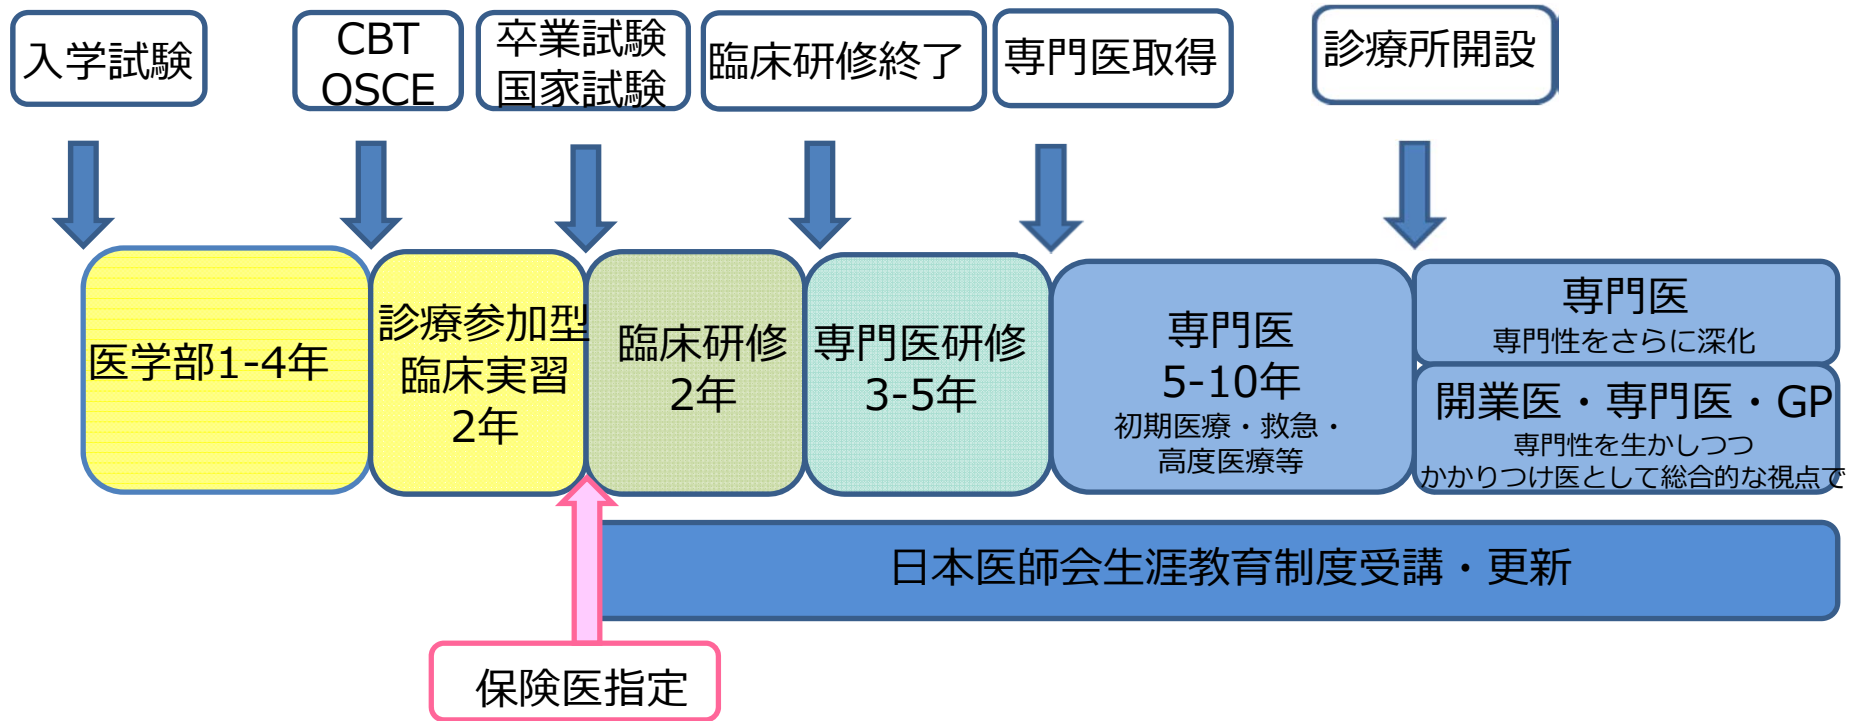 入学試験
CBT
OSCE
卒業試験
国家試験
臨床研修終了
専門医取得
診療所開設
医学部1-4年
診療参加型
臨床実習
2年
臨床研修
2年
専門医研修
3-5年
専門医
5-10年
初期医療・救急・
高度医療等
専門医
専門性をさらに深化
開業医・専門医・GP
専門性を生かしつつ
かかりつけ医として総合的な視点で
日本医師会生涯教育制度受講・更新
保険医指定